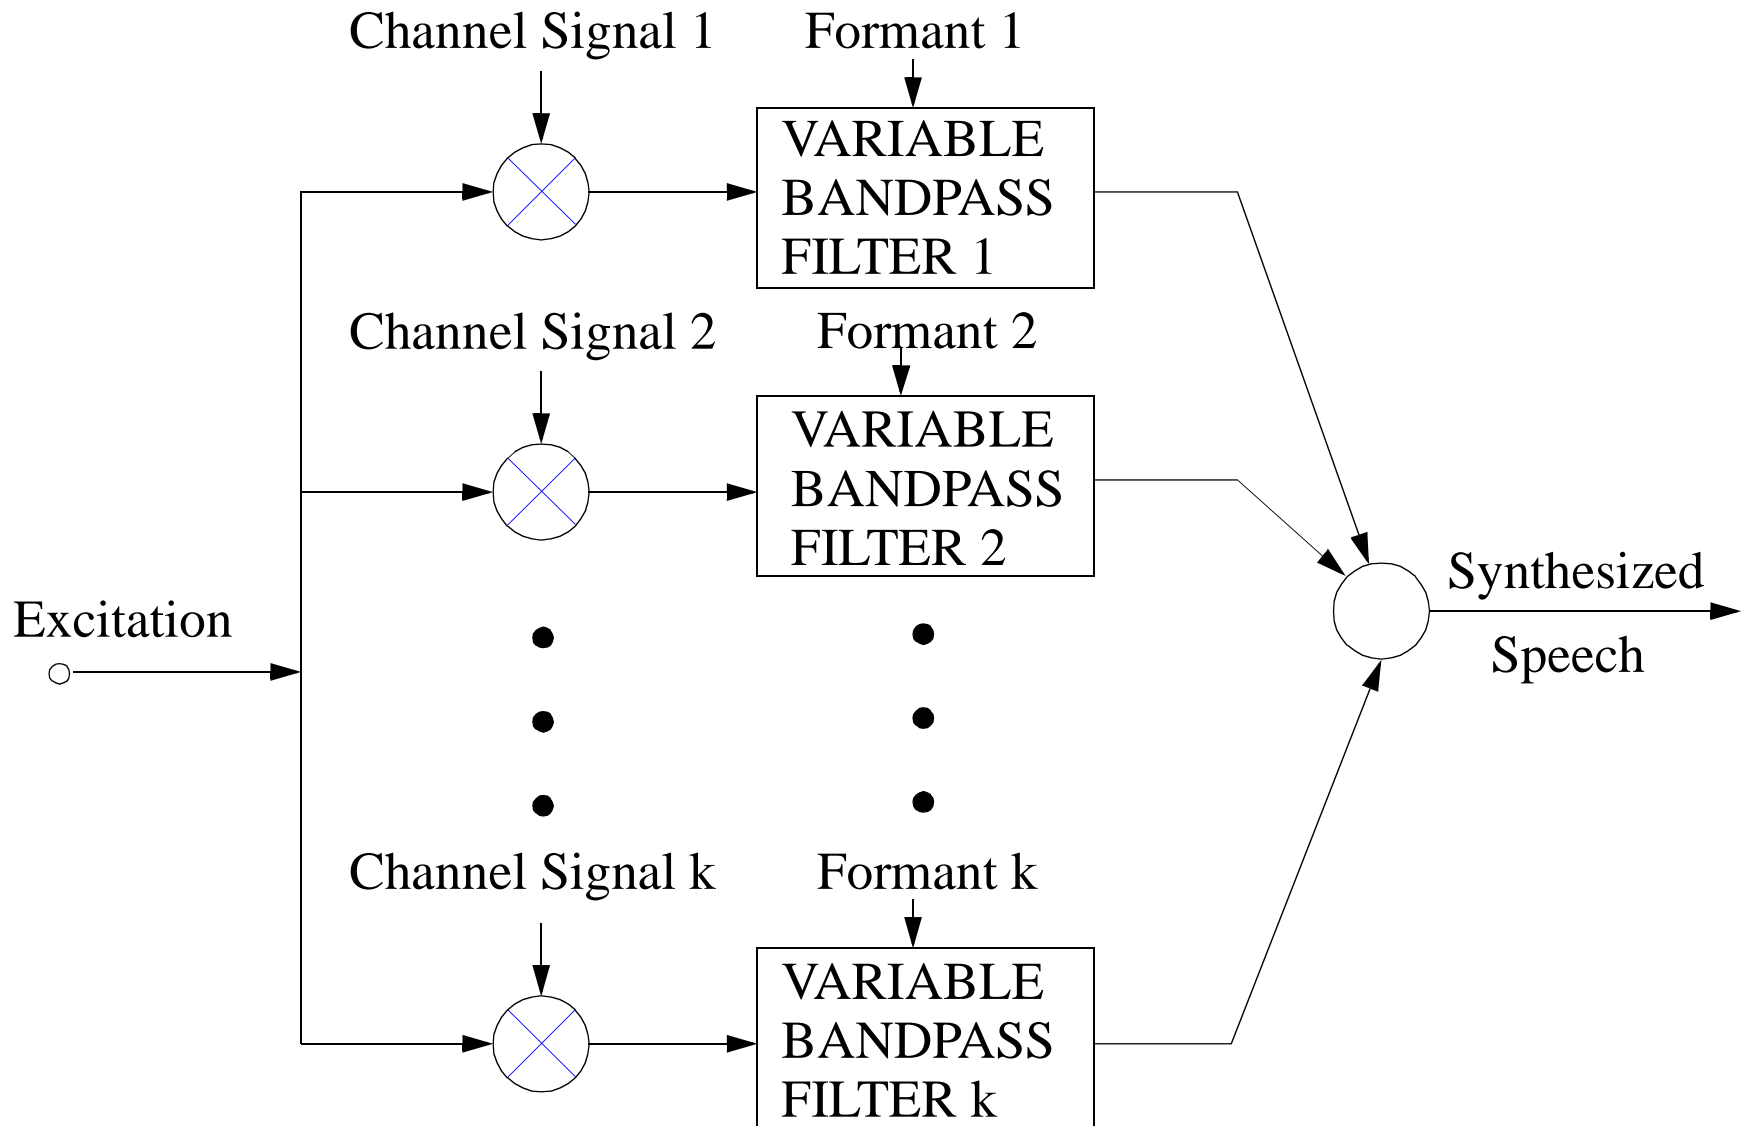 Channel Signal 1
Formant 1
VARIABLE
BANDPASS
FILTER 1
Channel Signal 2
Formant 2
VARIABLE
BANDPASS
FILTER 2
Excitation
Synthesized
Speech
Channel Signal k
Formant k
VARIABLE
BANDPASS
FILTER k